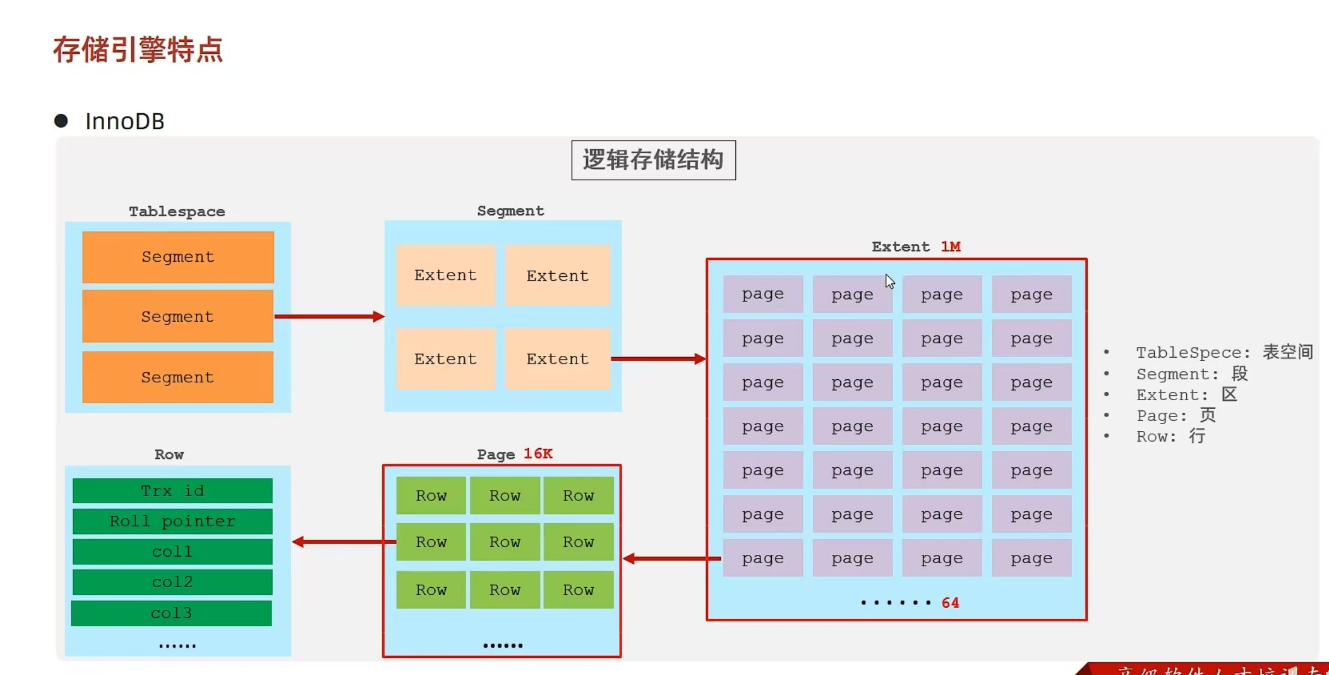 存储引擎特点
● InnoDB
逻辑存储结构
Tablespace
Segment
Segment
Segment
Segment
Extent Extent
Extent Extent
Extent 1M
page page page page
page page page page
page page page page
page page page page
page page page page
page page page page
page page page page
······ 64
• TableSpece: 表空间
• Segment: 段
• Extent: 区
• Page: 页
• Row: 行
Row
Trx id
Roll pointer
col1
col2
col3
······
Page 16K
Row Row Row
Row Row Row
Row Row Row
······